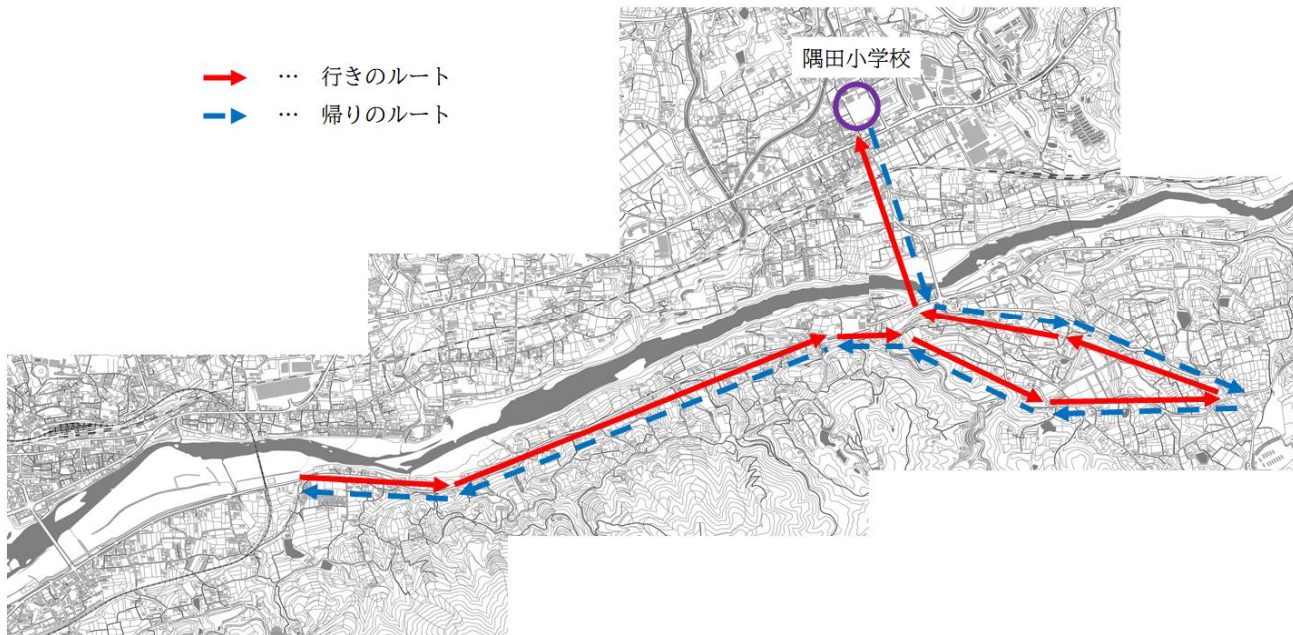 隅田小学校
… 行きのルート
… 帰りのルート